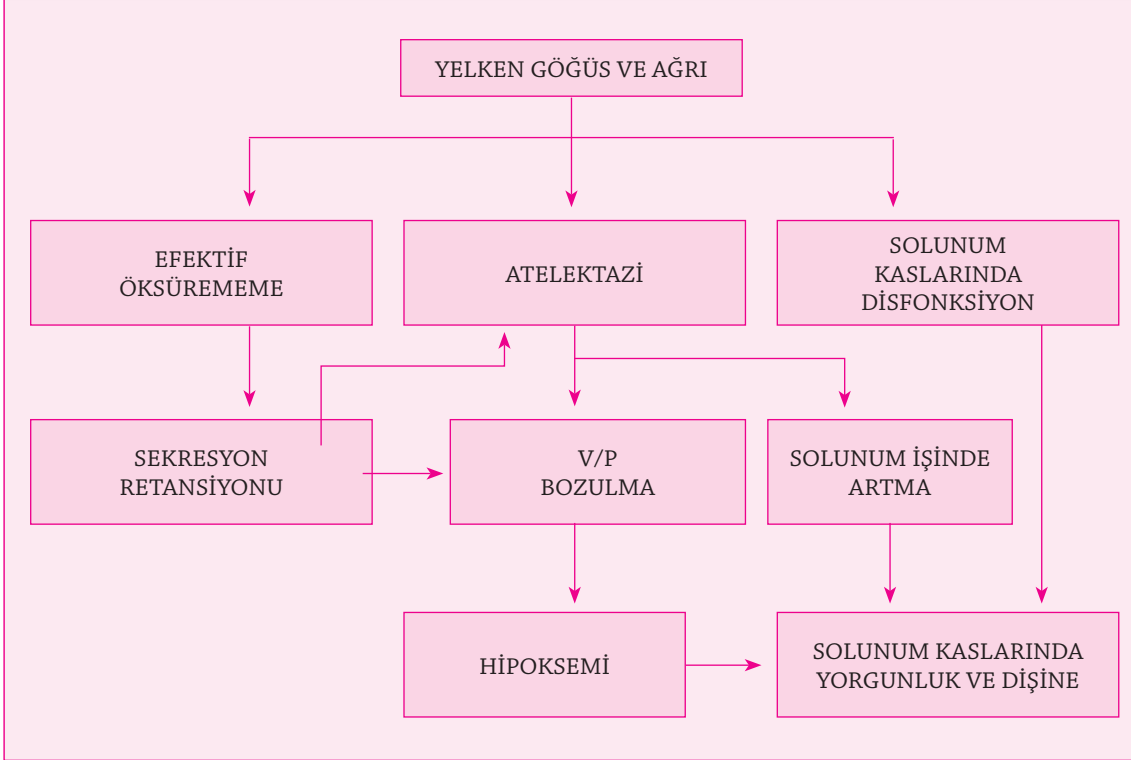 YELKEN GÖĞÜS VE AĞRI
EFEKTİF
ÖKSÜREMEME
ATELEKTAZİ
SOLUNUM
KASLARINDA
DİSFONKSİYON
SEKRESYON
RETANSİYONU
V/P
BOZULMA
SOLUNUM İŞİNDE
ARTMA
HİPOKSEMİ
SOLUNUM KASLARINDA
YORGUNLUK VE DİŞİNE